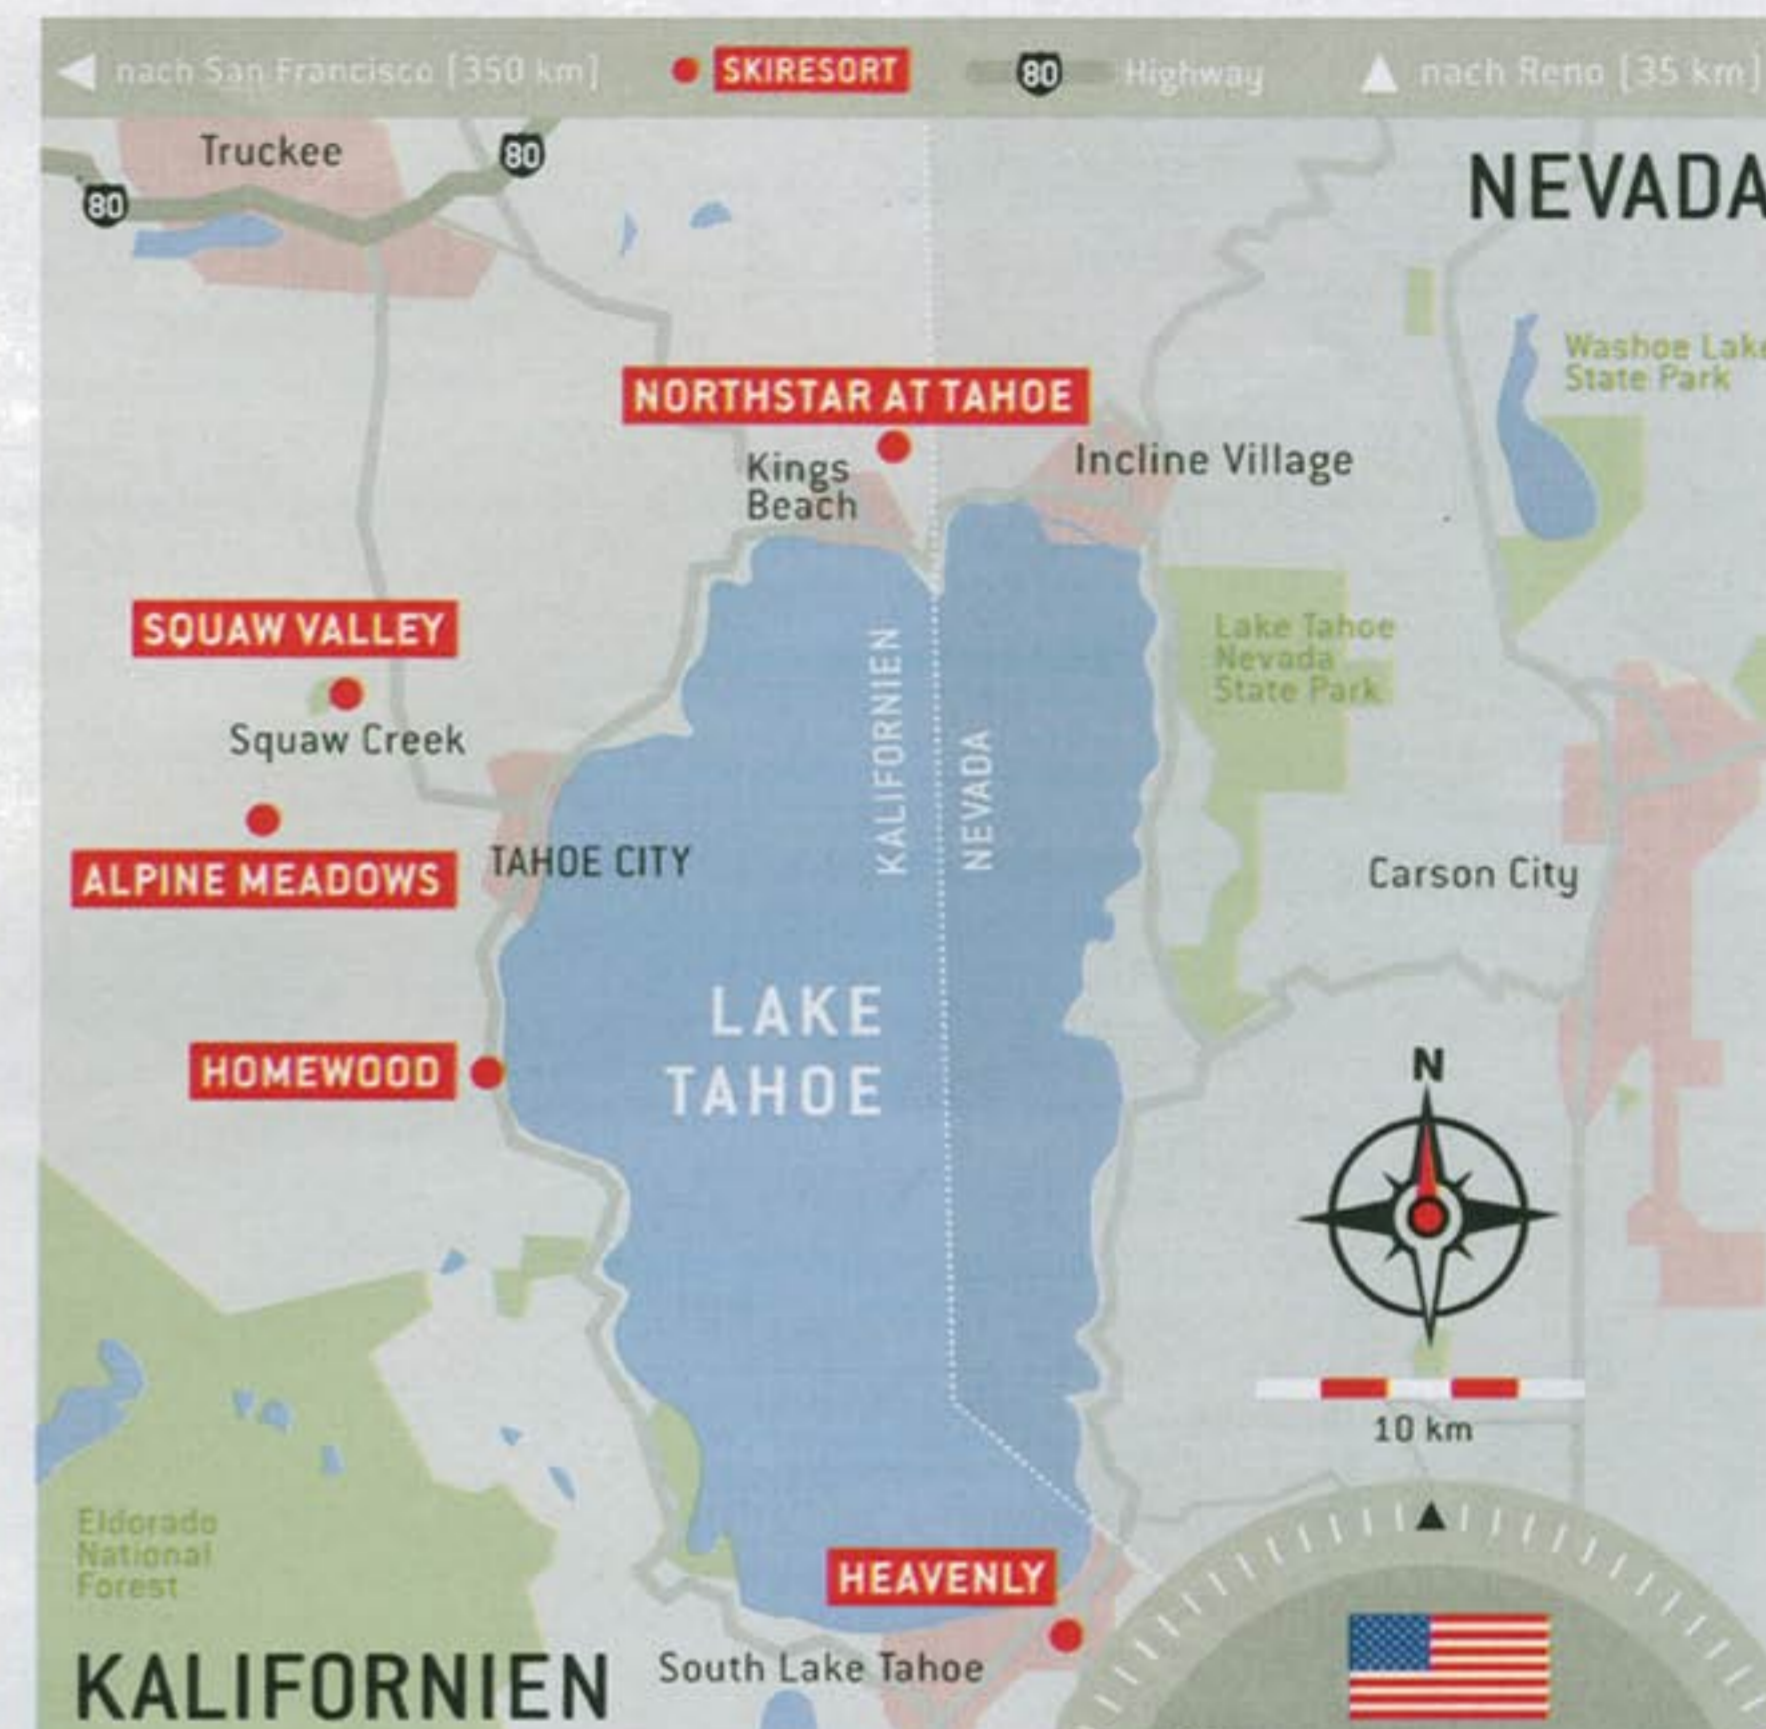 nach San Francisco [350 km]
SKIRESORT
80
Highway
nach Reno [35 km]
Truckee
80
80
NEVADA
Washoe Lake
State Park
NORTHSTAR AT TAHOE
Kings
Beach
Incline Village
SQUAW VALLEY
Squaw Creek
Lake Tahoe
Nevada
State Park
KALIFORNIEN
NEVADA
ALPINE MEADOWS
TAHOE CITY
Carson City
LAKE
TAHOE
HOMEWOOD
N
10 km
Eldorado
National
Forest
HEAVENLY
KALIFORNIEN
South Lake Tahoe